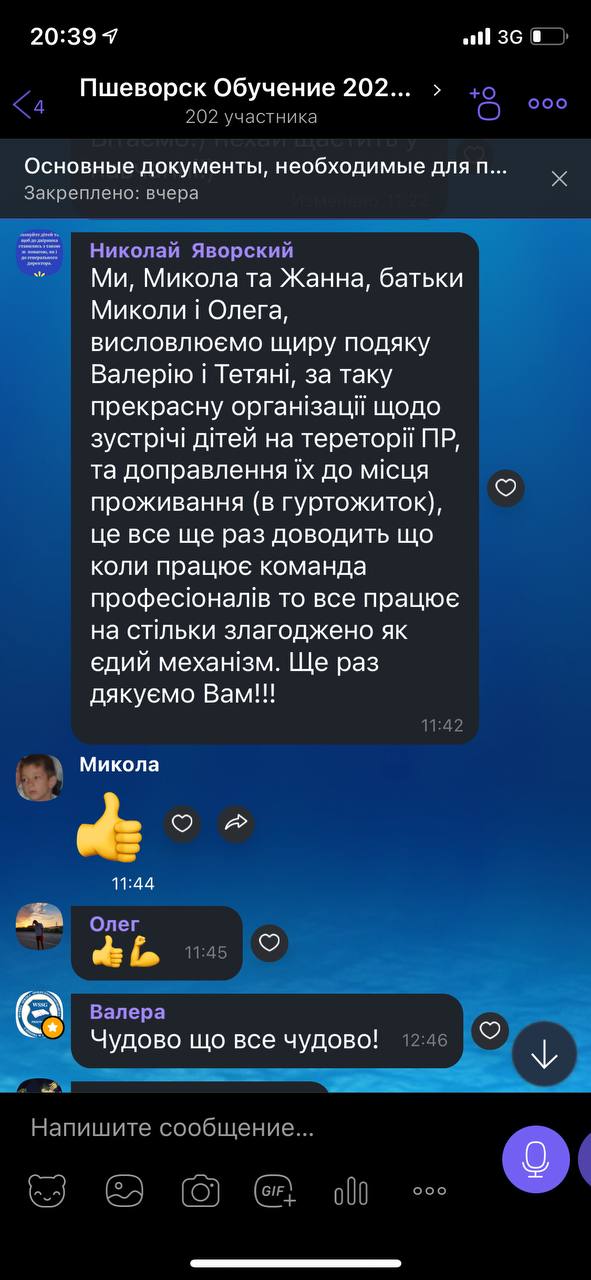 20:39
3G
4
Пшеворск Обучение 202...
202 участника
Основные документы, необходимые для п...
Закреплено: вчера
Николай Яворский
Ми, Микола та Жанна, батьки
Миколи і Олега,
висловлюємо щиру подяку
Валерію і Тетяні, за таку
прекрасну організації щодо
зустрічі дітей на тереторії ПР,
та доправлення їх до місця
проживання (в гуртожиток),
це все ще раз доводить що
коли працює команда
професіоналів то все працює
на стільки злагоджено як
єдий механізм. Ще раз
дякуємо Вам!!!
11:42
Микола
👍
11:44
Олег
👍💪 11:45
WSSG
Валера
Чудово що все чудово! 12:46
Напишите сообщение...
GIF